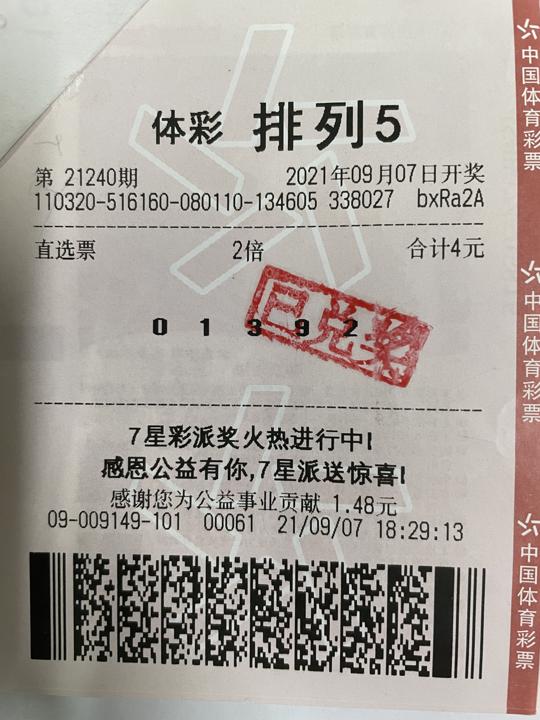 体彩 排列5
第 21240期 2021年09月07日开奖
110320-516160-080110-134605 338027 bxRa2A
直选票 2倍 合计4元
0 1 3 9 2
已兑奖
7星彩派奖火热进行中!
感恩公益有你,7星派送惊喜!
感谢您为公益事业贡献 1.48元
09-009149-101 00061 21/09/07 18:29:13
中国体育彩票
中国体育彩票
中国体育彩票